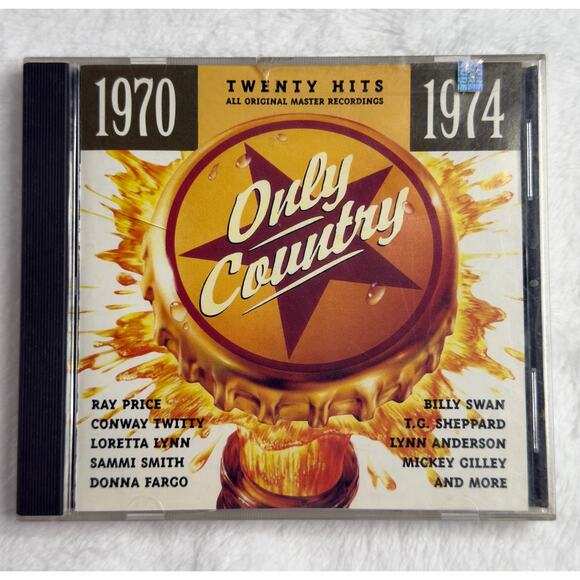 1970
TWENTY HITS
ALL ORIGINAL MASTER RECORDINGS
1974
Only
Country
RAY PRICE
CONWAY TWITTY
LORETTA LYNN
SAMMI SMITH
DONNA FARGO
BILLY SWAN
T.G. SHEPPARD
LYNN ANDERSON
MICKEY GILLEY
AND MORE